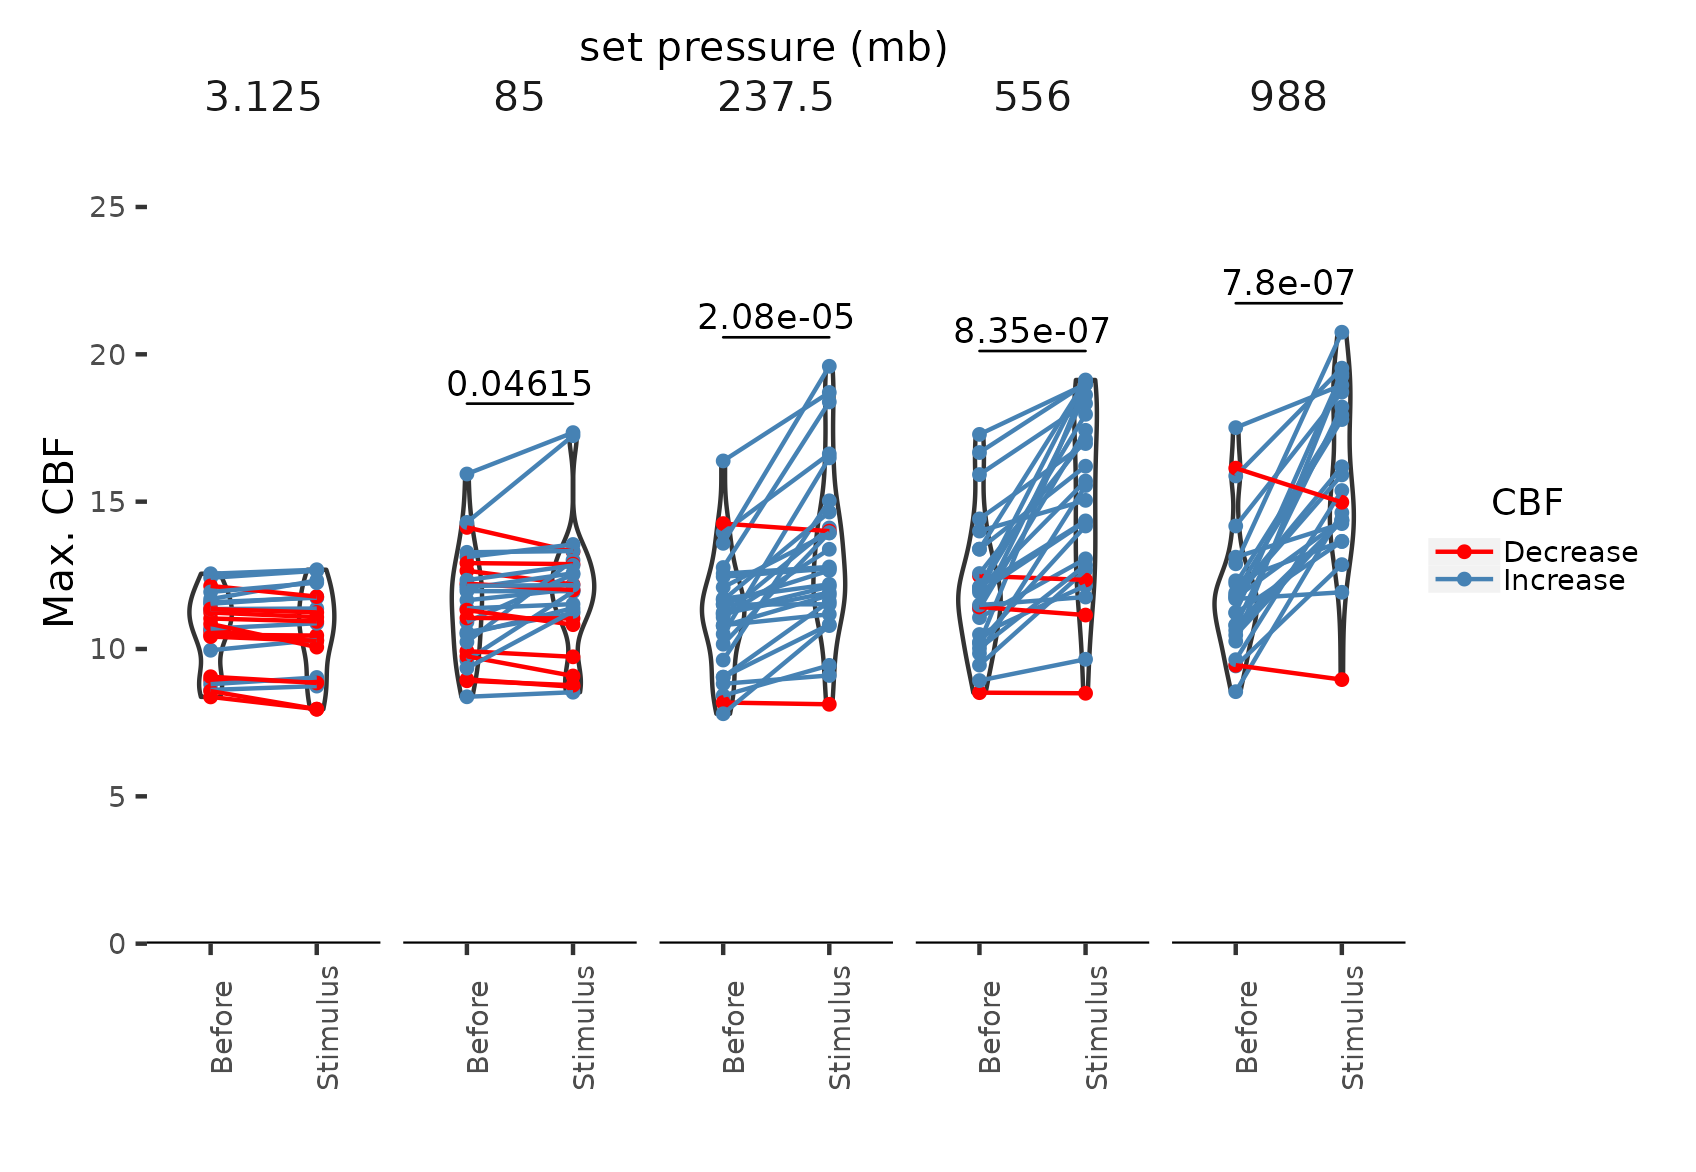 set pressure (mb)
3.125 85 237.5 556 988
Max. CBF
25
20
15
10
5
0
0.04615
2.08e-05
8.35e-07
7.8e-07
Before Stimulus Before Stimulus Before Stimulus Before Stimulus Before Stimulus
CBF
Decrease
Increase